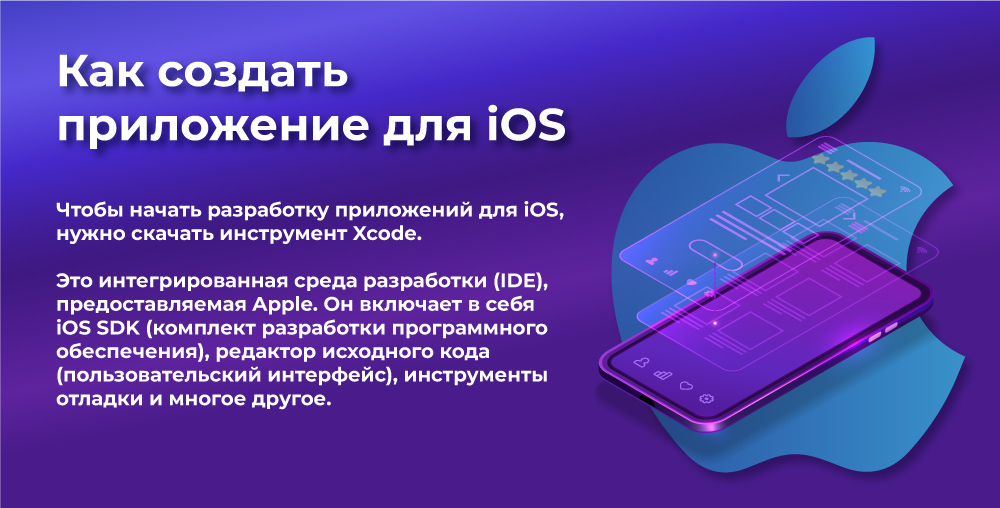 Как создать
приложение для iOS
Чтобы начать разработку приложений для iOS,
нужно скачать инструмент Xcode.
Это интегрированная среда разработки (IDE),
предоставляемая Apple. Он включает в себя
iOS SDK (комплект разработки программного
обеспечения), редактор исходного кода
(пользовательский интерфейс), инструменты
отладки и многое другое.